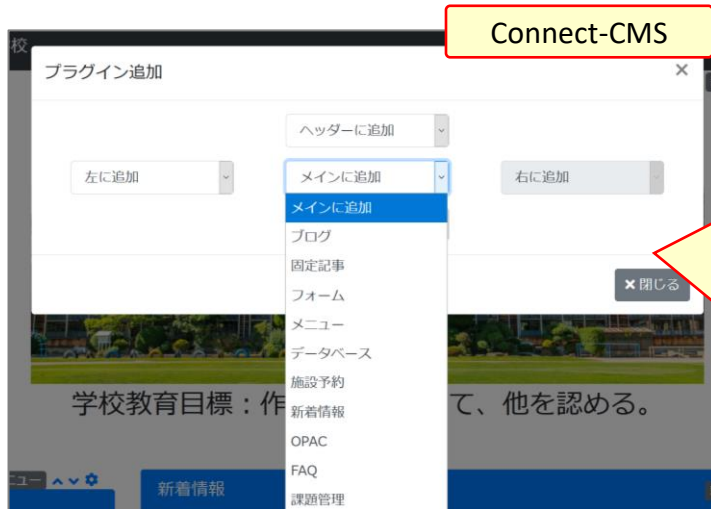 Connect-CMS
校
プラグイン追加
×
ヘッダーに追加
左に追加
メインに追加
右に追加
メインに追加
ブログ
固定記事
フォーム
メニュー
データベース
施設予約
新着情報
OPAC
FAQ
課題管理
×閉じる
学校教育目標：作
て、他を認める。
ニュー
新着情報